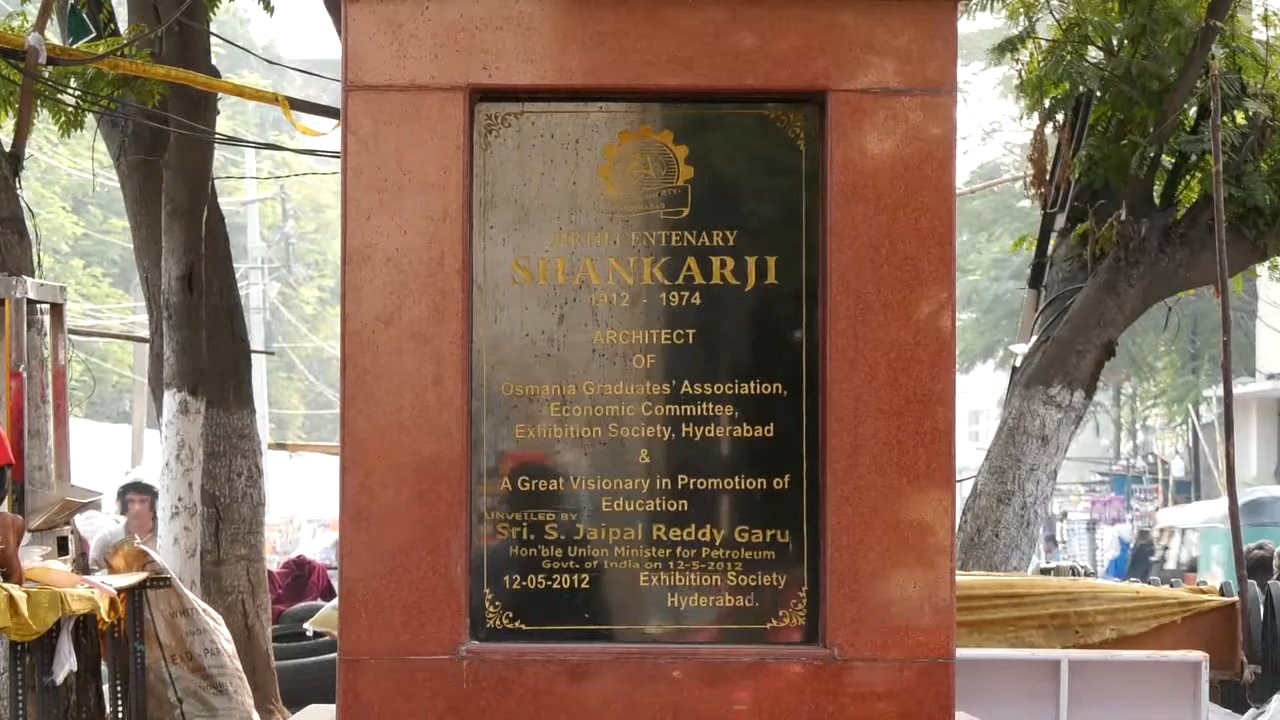 BIRTH CENTENARY
SHANKARJI
1912 - 1974
ARCHITECT
OF
Osmania Graduates' Association,
Economic Committee,
Exhibition Society, Hyderabad
&
A Great Visionary in Promotion of
Education
UNVEILED BY
Sri. S. Jaipal Reddy Garu
Hon'ble Union Minister for Petroleum
Govt. of India on 12-5-2012
12-05-2012 Exhibition Society
Hyderabad.